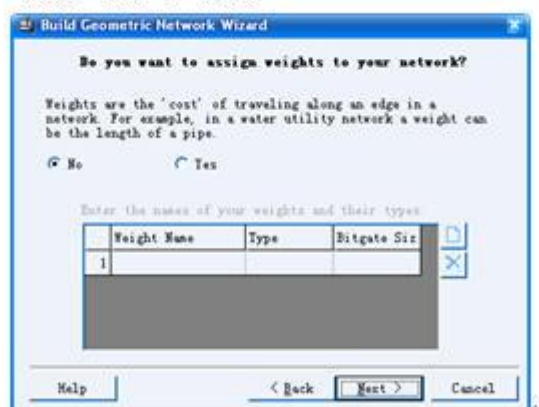 Build Geometric Network Wizard
Do you want to assign weights to your network?
Weights are the 'cost' of traveling along an edge in a
network. For example, in a water utility network a weight can
be the length of a pipe.
No Yes
Enter the names of your weights and their types
Weight Name Type Bitgate Siz
1
Help < Back Next > Cancel